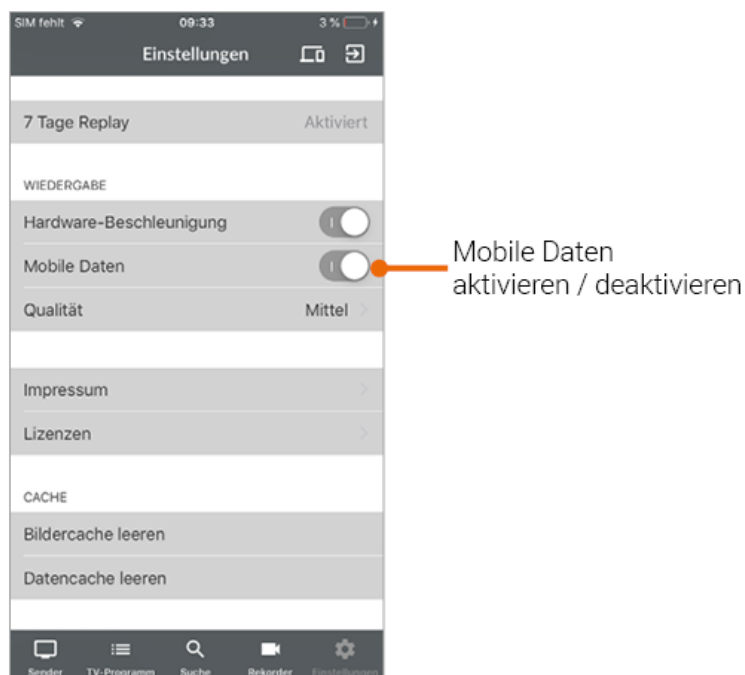 SIM fehlt 09:33 3 %
Einstellungen
7 Tage Replay Aktiviert
WIEDERGABE
Hardware-Beschleunigung
Mobile Daten
Mobile Daten
aktivieren / deaktivieren
Qualität Mittel
Impressum
Lizenzen
CACHE
Bildercache leeren
Datencache leeren
Sender TV-Programm Suche Rekorder Einstellungen